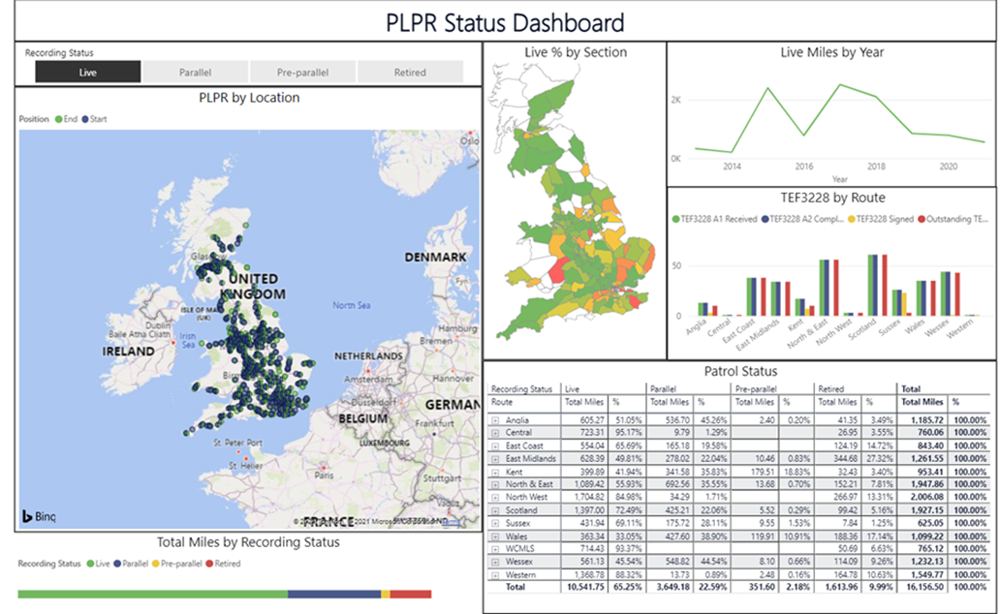 PLPR Status Dashboard
Recording Status
Live Parallel Pre-parallel Retired
PLPR by Location
Position End Start
Oslo
Glas
UNITED
KINGDOM
DENMARK
North Sea
ISLE OF MA
(UK)
Dublin
Baile Átha Cliath
Irish
Sea
IRELAND
Hamburg
Bremen
NETHERLANDS
Amsterdam
Hannover
Düsseldorf
GERMAN
BELGIUM
Frankfurt
LUXEMBOURG
St. Peter Port
St. Helier
Paris
Stuttgart
Vaduz
FRANCE
Bing
Total Miles by Recording Status
Recording Status Live Parallel Pre-parallel Retired
Live % by Section
Live Miles by Year
2K
0K
2014 2016 2018 2020
Year
TEF3228 by Route
TEF3228 A1 Received TEF3228 A2 Compl... TEF3228 Signed Outstanding TE...
50
0
Anglia Central East Coast East Midlands Kent North & East North West Scotland Sussex Wales Wessex Western
Patrol Status
Recording Status Live Parallel Pre-parallel Retired Total
Route Total Miles % Total Miles % Total Miles % Total Miles % Total Miles %
Anglia 605.27 51.05% 536.70 45.26% 2.40 0.20% 41.35 3.49% 1,185.72 100.00%
Central 723.31 95.17% 9.79 1.29% 26.95 3.55% 760.06 100.00%
East Coast 554.04 65.69% 165.18 19.58% 124.19 14.72% 843.40 100.00%
East Midlands 628.39 49.81% 278.02 22.04% 10.46 0.83% 344.68 27.32% 1,261.55 100.00%
Kent 399.89 41.94% 341.58 35.83% 179.51 18.83% 32.43 3.40% 953.41 100.00%
North & East 1,089.42 55.93% 692.56 35.55% 13.68 0.70% 152.21 7.81% 1,947.86 100.00%
North West 1,704.82 84.98% 34.29 1.71% 266.97 13.31% 2,006.08 100.00%
Scotland 1,397.00 72.49% 425.21 22.06% 5.52 0.29% 99.42 5.16% 1,927.15 100.00%
Sussex 431.94 69.11% 175.72 28.11% 9.55 1.53% 7.84 1.25% 625.05 100.00%
Wales 363.34 33.05% 427.60 38.90% 119.91 10.91% 188.36 17.14% 1,099.22 100.00%
WCMLS 714.43 93.37% 50.69 6.63% 765.12 100.00%
Wessex 561.13 45.54% 548.82 44.54% 8.10 0.66% 114.09 9.26% 1,232.13 100.00%
Western 1,368.78 88.32% 13.73 0.89% 2.48 0.16% 164.78 10.63% 1,549.77 100.00%
Total 10,541.75 65.25% 3,649.18 22.59% 351.60 2.18% 1,613.96 9.99% 16,156.50 100.00%